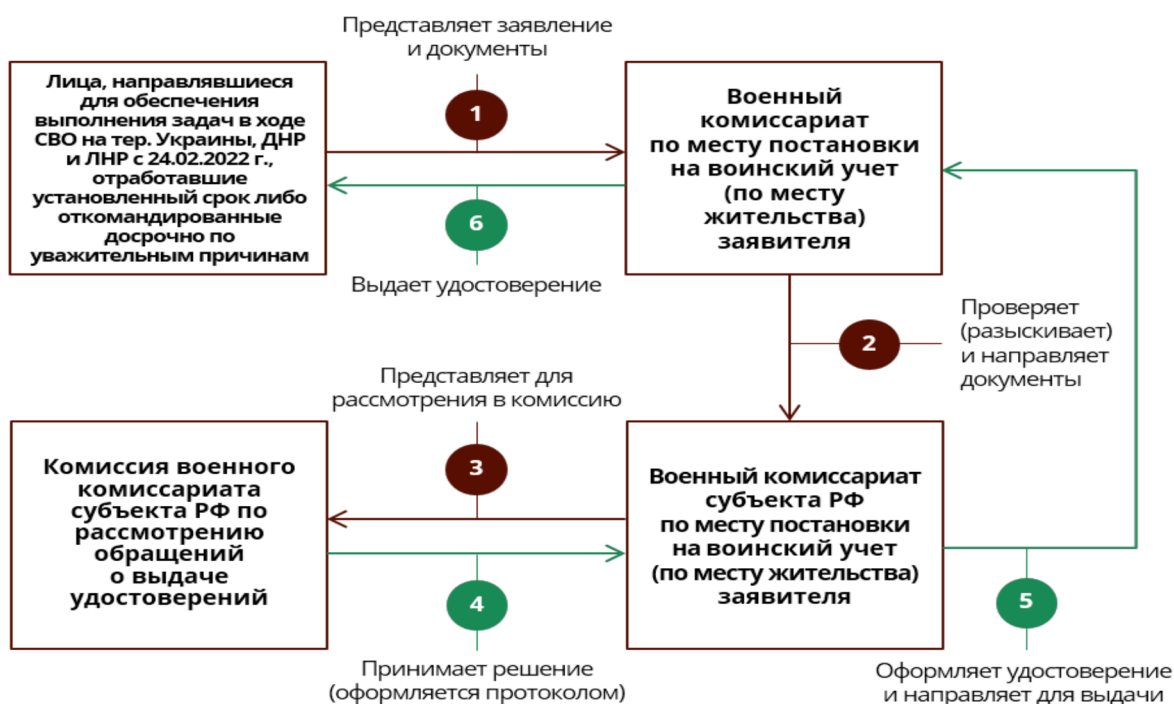 Представляет заявление
и документы
Лица, направлявшиеся
для обеспечения
выполнения задач в ходе
СВО на тер. Украины, ДНР
и ЛНР с 24.02.2022 г.,
отработавшие
установленный срок либо
откомандированные
досрочно по
уважительным причинам
1
6
Выдает удостоверение
Военный
комиссариат
по месту постановки
на воинский учет
(по месту
жительства)
заявителя
2
Проверяет
(разыскивает)
и направляет
документы
Представляет для
рассмотрения в комиссию
3
Комиссия военного
комиссариата
субъекта РФ по
рассмотрению
обращений
о выдаче
удостоверений
4
Принимает решение
(оформляется протоколом)
Военный комиссариат
субъекта РФ
по месту постановки
на воинский учет
(по месту жительства)
заявителя
5
Оформляет удостоверение
и направляет для выдачи